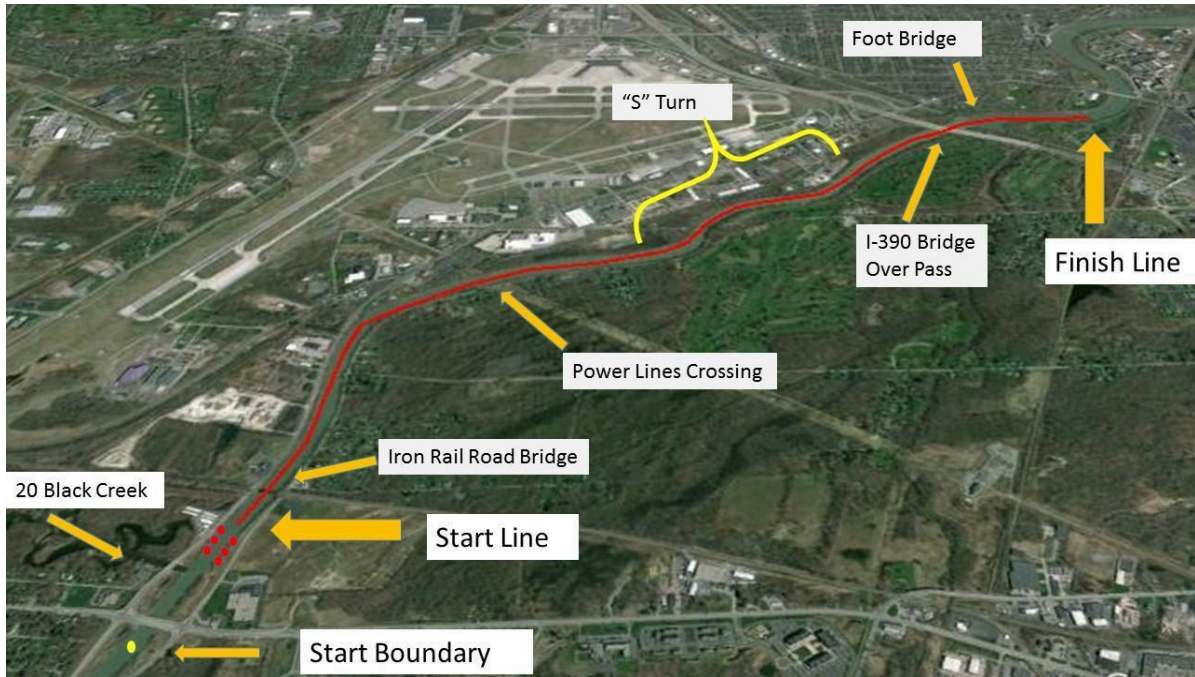 Foot Bridge
“S” Turn
I-390 Bridge
Over Pass
Finish Line
Power Lines Crossing
Iron Rail Road Bridge
20 Black Creek
Start Line
Start Boundary